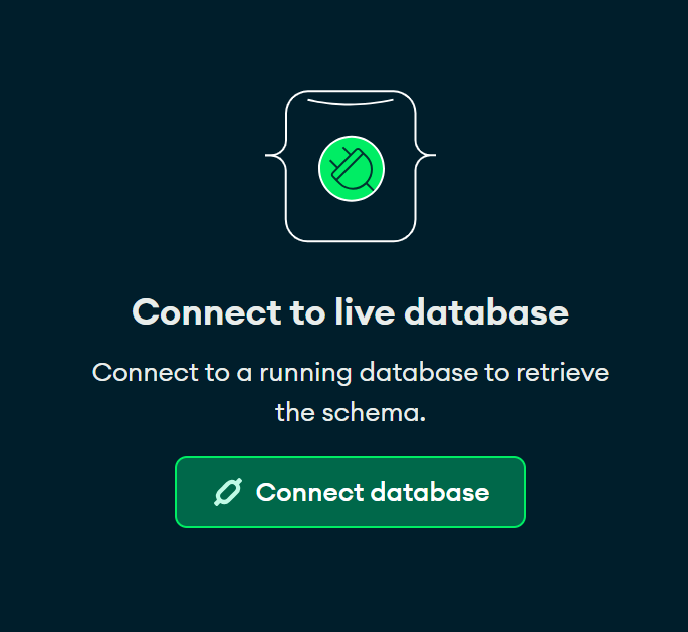 Connect to live database
Connect to a running database to retrieve
the schema.
Connect database